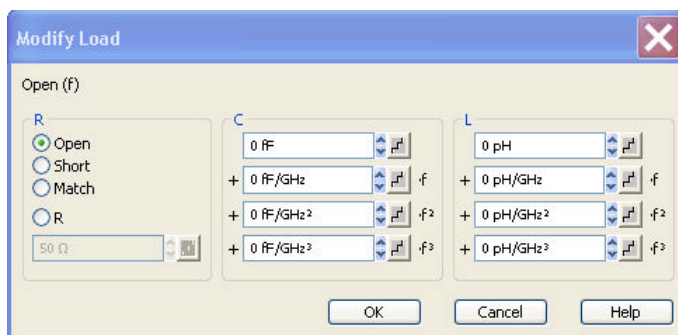 Modify Load
Open (f)
R
Open
Short
Match
R
50 Ω
C
0 fF
+ 0 fF/GHz ·f
+ 0 fF/GHz² ·f²
+ 0 fF/GHz³ ·f³
L
0 pH
+ 0 pH/GHz ·f
+ 0 pH/GHz² ·f²
+ 0 pH/GHz³ ·f³
OK
Cancel
Help